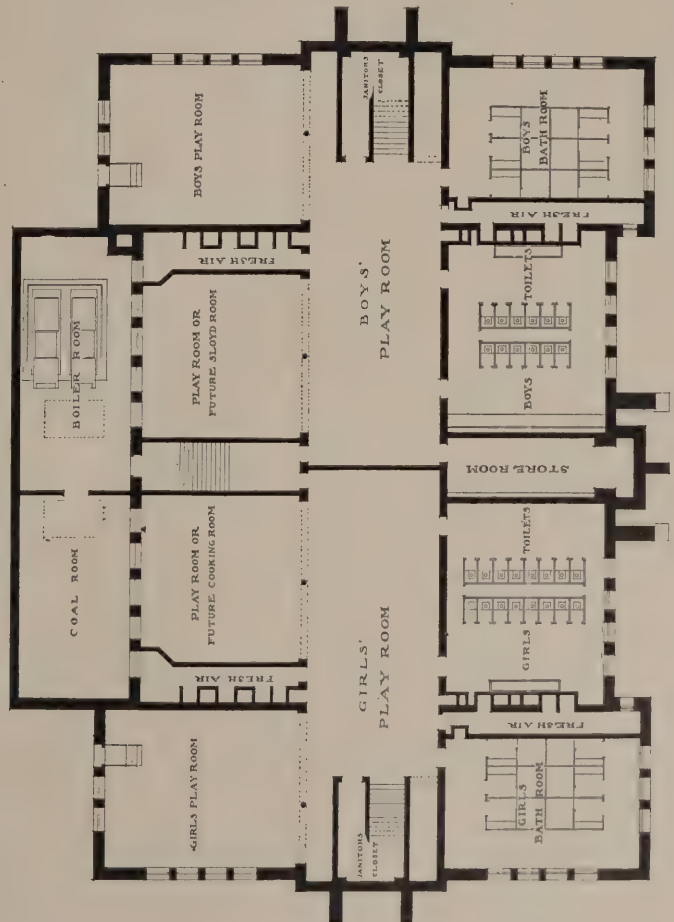 JANITORS
CLOSET
BOYS PLAY ROOM
BOYS
BATH ROOM
FRESH AIR
FRESH AIR
BOILER ROOM
PLAY ROOM OR
FUTURE SLOYD ROOM
BOYS'
PLAY ROOM
BOYS TOILETS
STORE ROOM
COAL ROOM
PLAY ROOM OR
FUTURE COOKING ROOM
GIRLS'
PLAY ROOM
GIRLS TOILETS
FRESH AIR
FRESH AIR
GIRLS PLAY ROOM
JANITORS
CLOSET
GIRLS
BATH ROOM